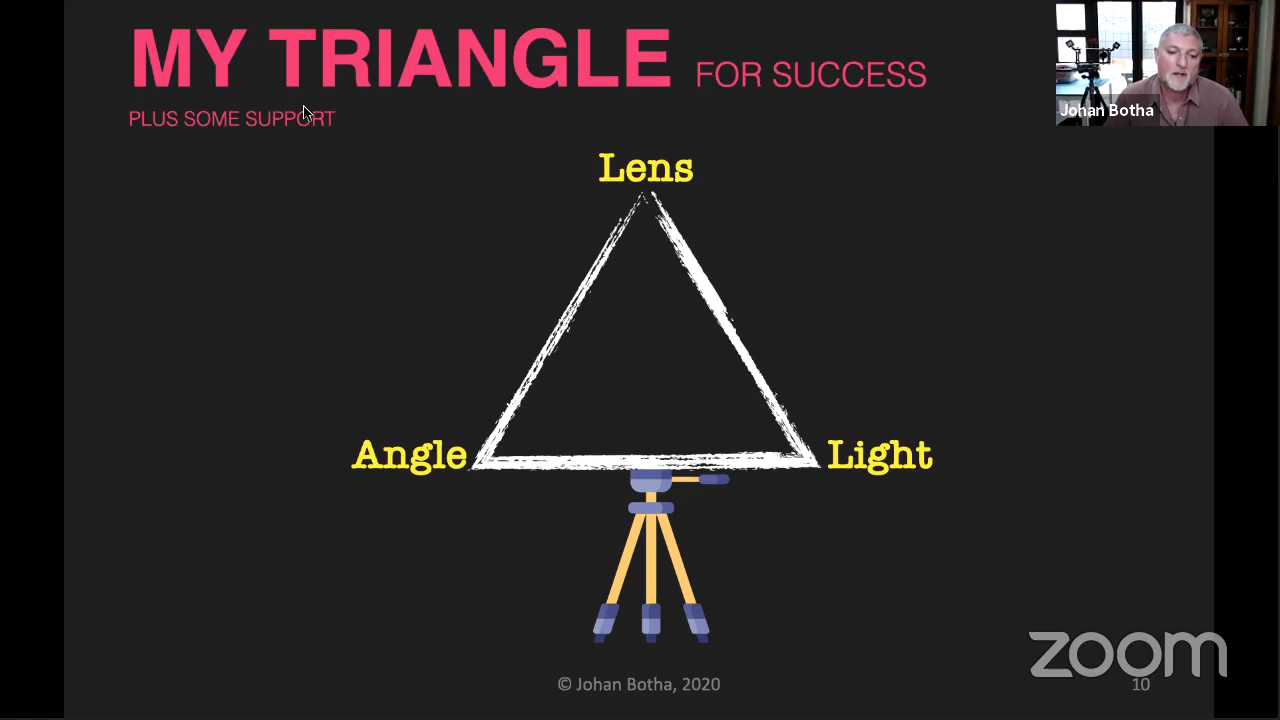 MY TRIANGLE FOR SUCCESS
PLUS SOME SUPPORT
Johan Botha
Lens
Angle
Light
zoom
© Johan Botha, 2020
10